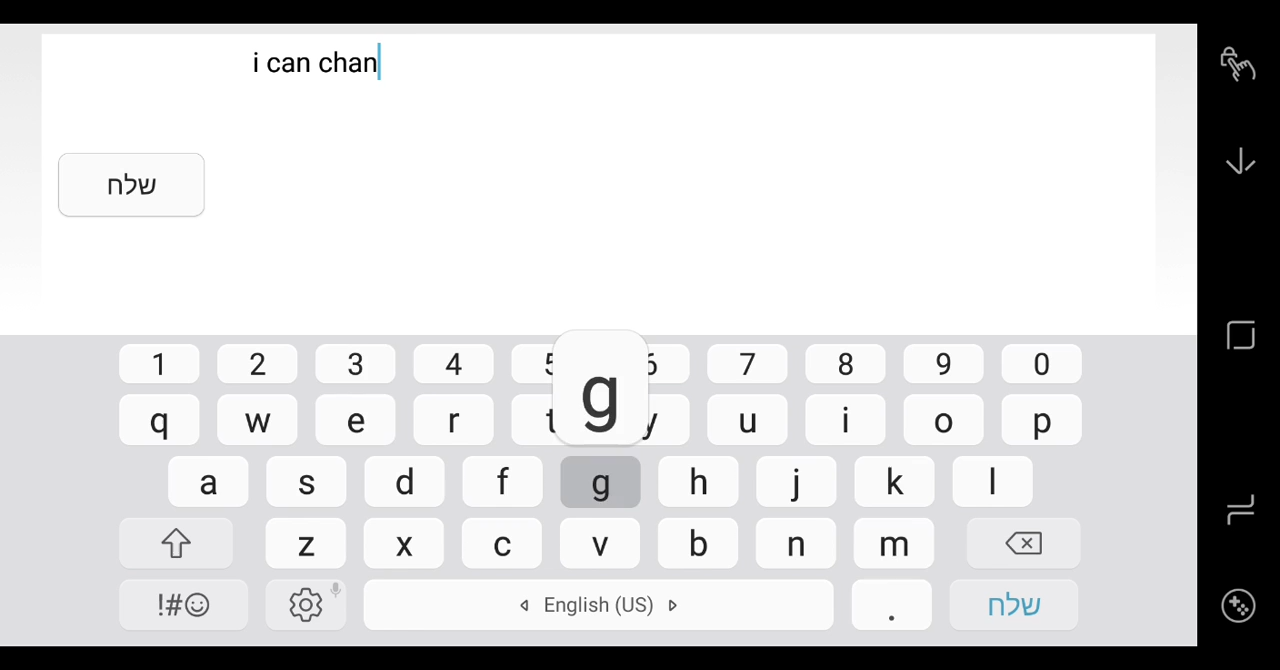 i can chan
שלח
1 2 3 4 5 6 7 8 9 0
g
q w e r t y u i o p
a s d f g h j k l
z x c v b n m
!#☺ English (US) . שלח